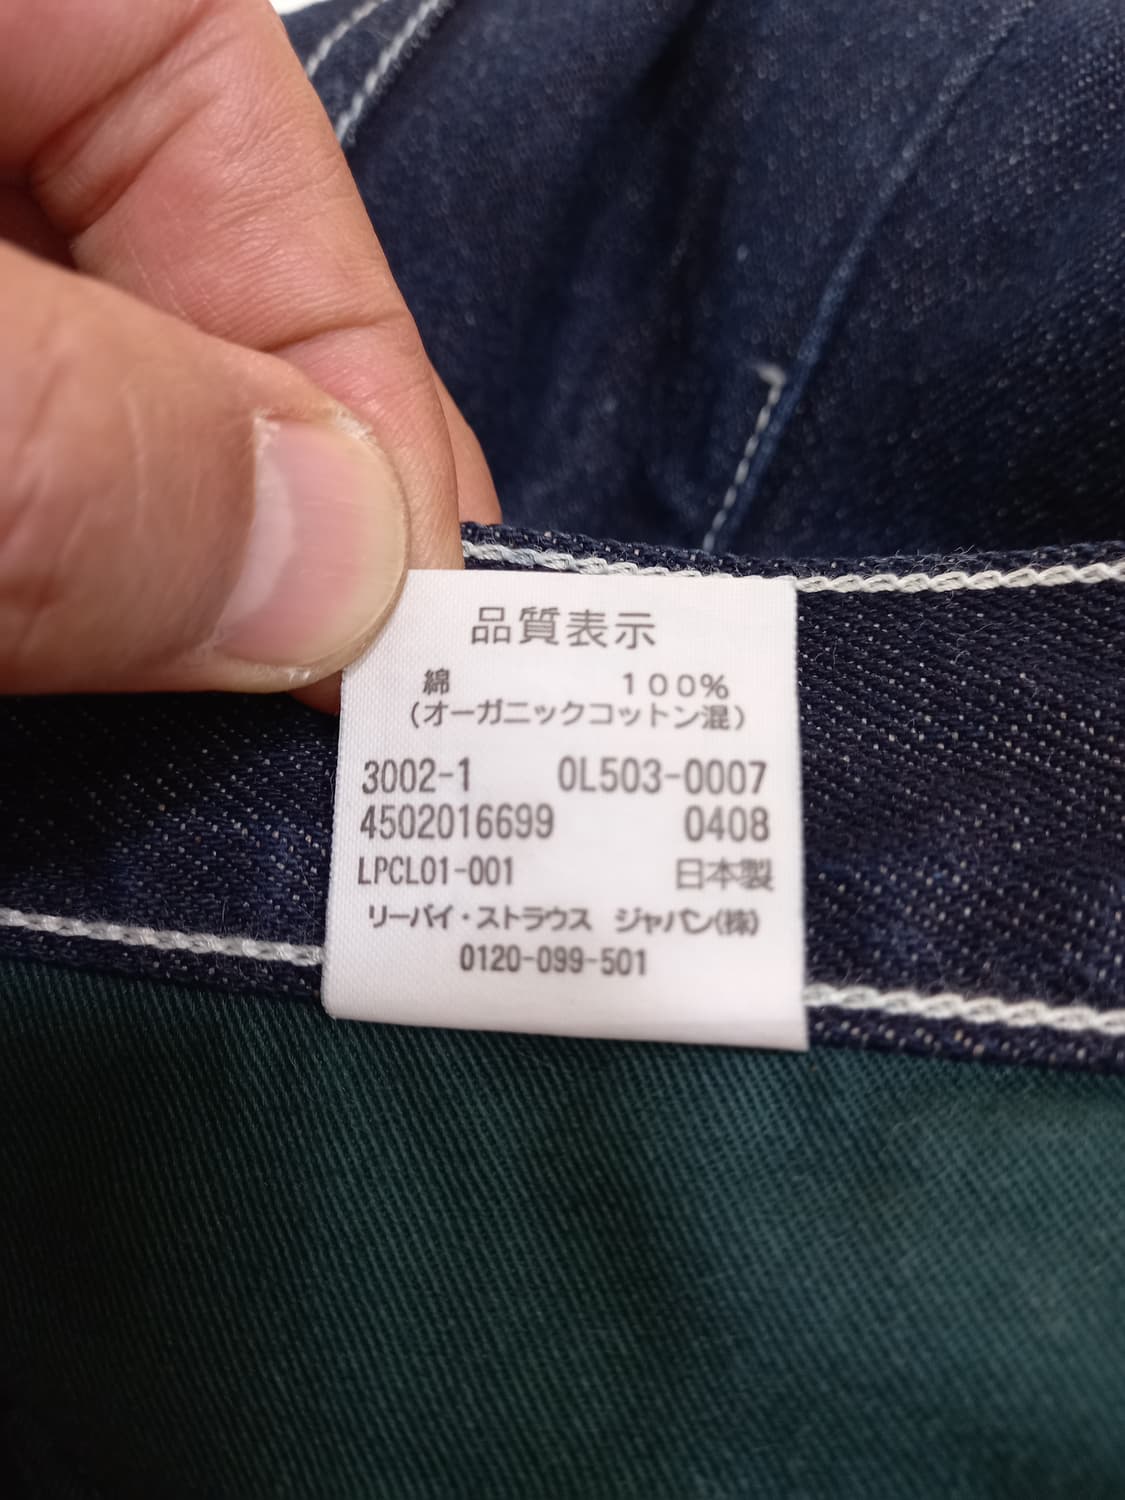 品質表示
綿 100%
(オーガニックコットン混)
3002-1 0L503-0007
4502016699 0408
LPCL01-001 日本製
リーバイ・ストラウス ジャパン(株)
0120-099-501